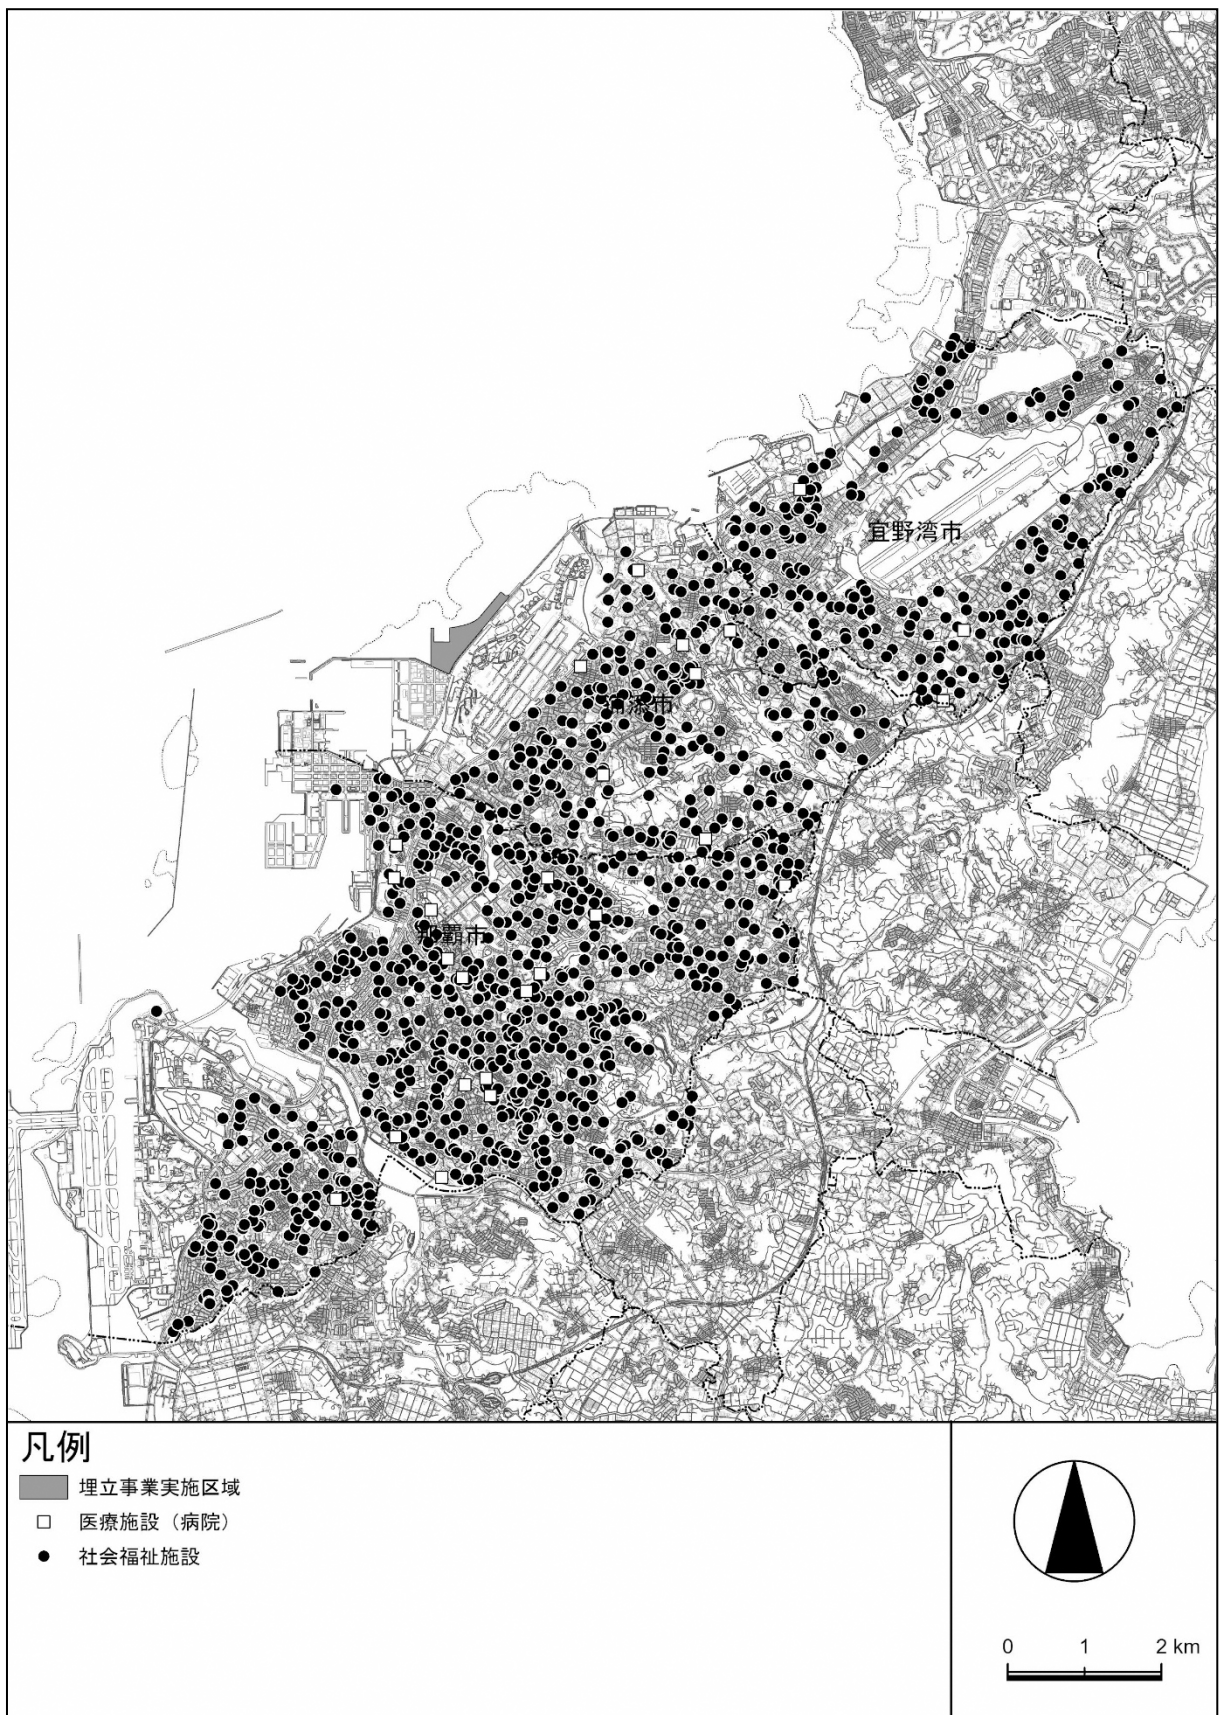 宜野湾市
浦添市
那覇市
凡例
埋立事業実施区域
医療施設（病院）
社会福祉施設
0 1 2 km